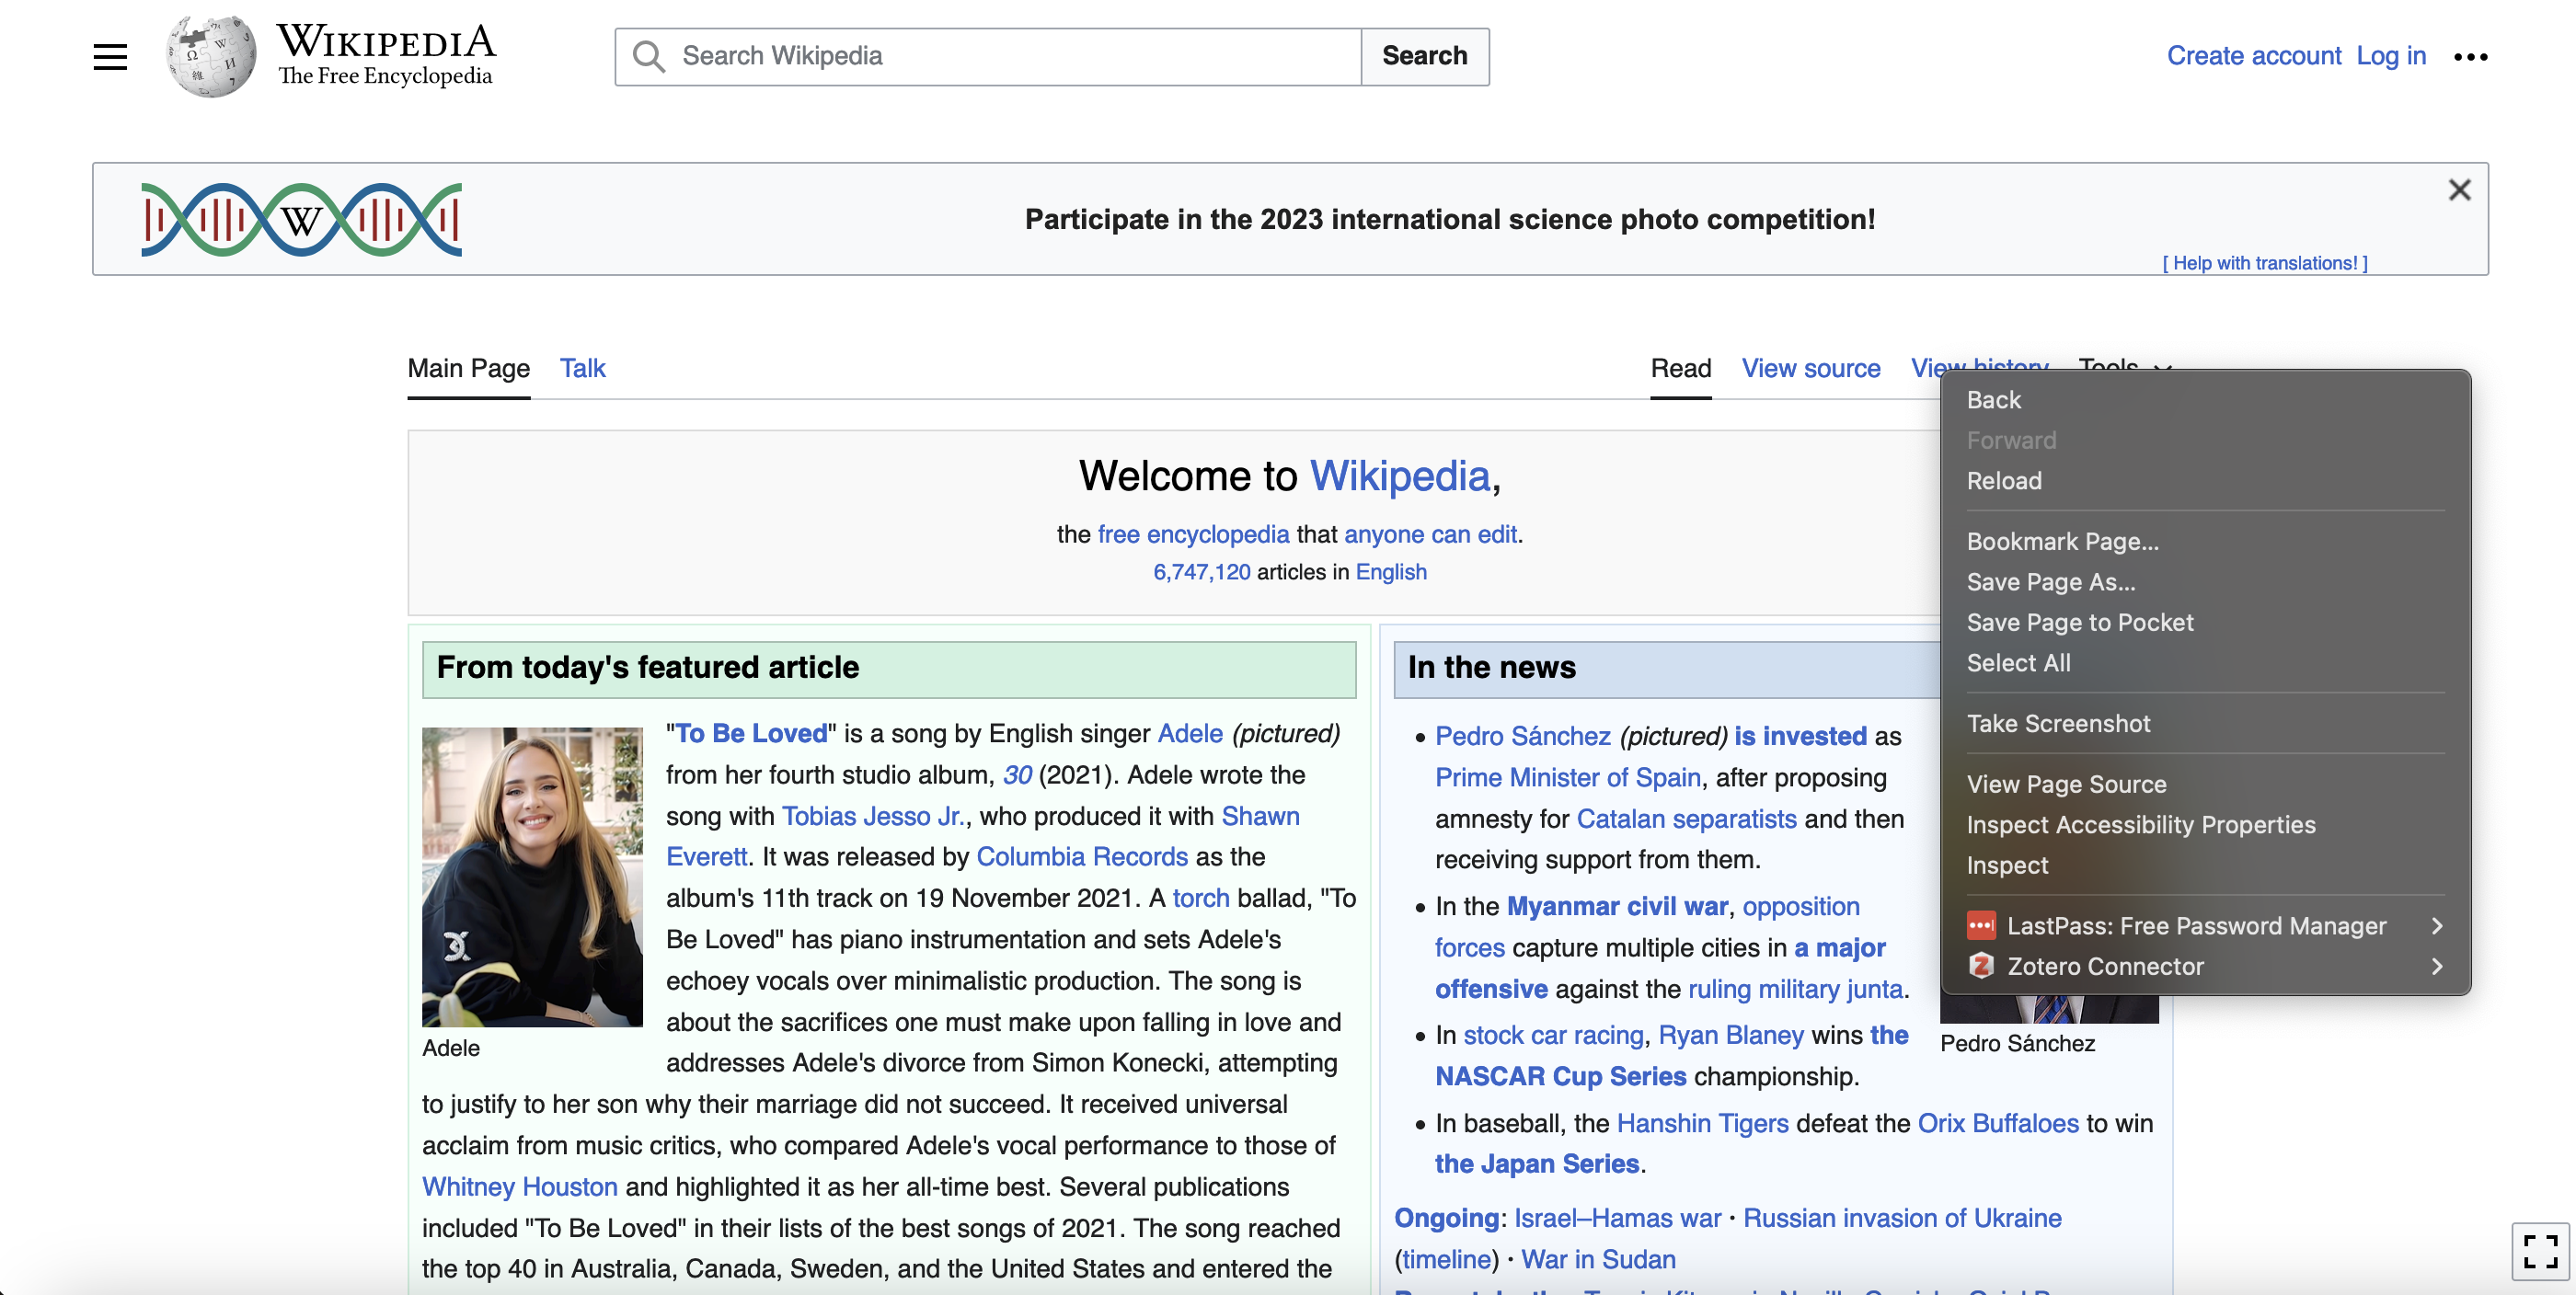 WIKIPEDIA
The Free Encyclopedia
Search Wikipedia
Search
Create account Log in
W
Participate in the 2023 international science photo competition!
[ Help with translations! ]
Main Page Talk
Read View source View history Tools
Welcome to Wikipedia,
the free encyclopedia that anyone can edit.
6,747,120 articles in English
From today's featured article
"To Be Loved" is a song by English singer Adele (pictured)
from her fourth studio album, 30 (2021). Adele wrote the
song with Tobias Jesso Jr., who produced it with Shawn
Everett. It was released by Columbia Records as the
album's 11th track on 19 November 2021. A torch ballad, "To
Be Loved" has piano instrumentation and sets Adele's
echoey vocals over minimalistic production. The song is
about the sacrifices one must make upon falling in love and
addresses Adele's divorce from Simon Konecki, attempting
Adele
to justify to her son why their marriage did not succeed. It received universal
acclaim from music critics, who compared Adele's vocal performance to those of
Whitney Houston and highlighted it as her all-time best. Several publications
included "To Be Loved" in their lists of the best songs of 2021. The song reached
the top 40 in Australia, Canada, Sweden, and the United States and entered the
In the news
Pedro Sánchez (pictured) is invested as
Prime Minister of Spain, after proposing
amnesty for Catalan separatists and then
receiving support from them.
In the Myanmar civil war, opposition
forces capture multiple cities in a major
offensive against the ruling military junta.
In stock car racing, Ryan Blaney wins the
NASCAR Cup Series championship.
In baseball, the Hanshin Tigers defeat the Orix Buffaloes to win
the Japan Series.
Pedro Sánchez
Ongoing: Israel–Hamas war · Russian invasion of Ukraine
(timeline) · War in Sudan
Back
Forward
Reload
Bookmark Page...
Save Page As...
Save Page to Pocket
Select All
Take Screenshot
View Page Source
Inspect Accessibility Properties
Inspect
LastPass: Free Password Manager
Zotero Connector